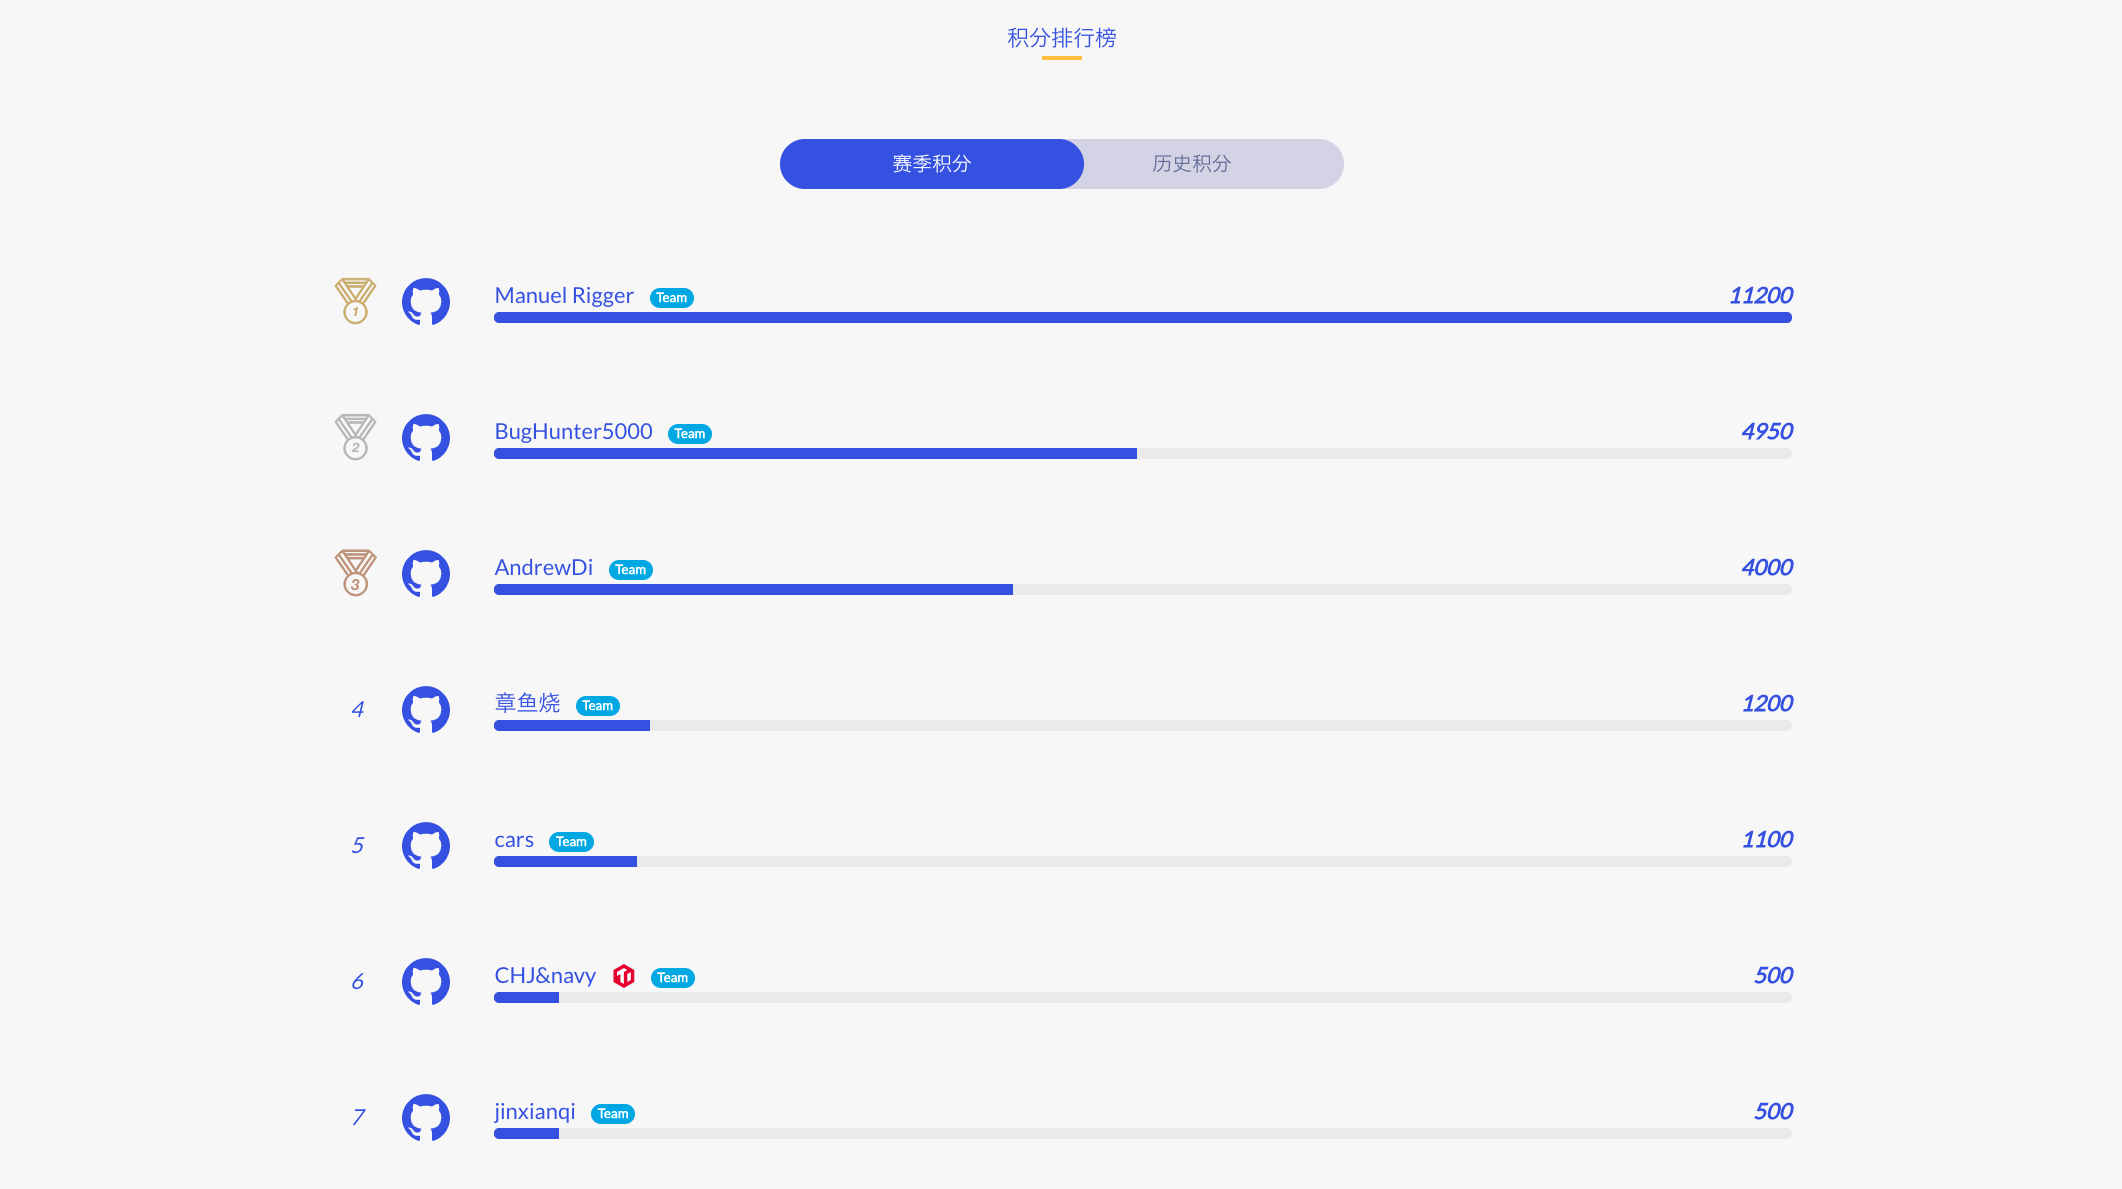 积分排行榜
赛季积分 历史积分
1 Manuel Rigger Team 11200
2 BugHunter5000 Team 4950
3 AndrewDi Team 4000
4 章鱼烧 Team 1200
5 cars Team 1100
6 CHJ&navy Team 500
7 jinxianqi Team 500